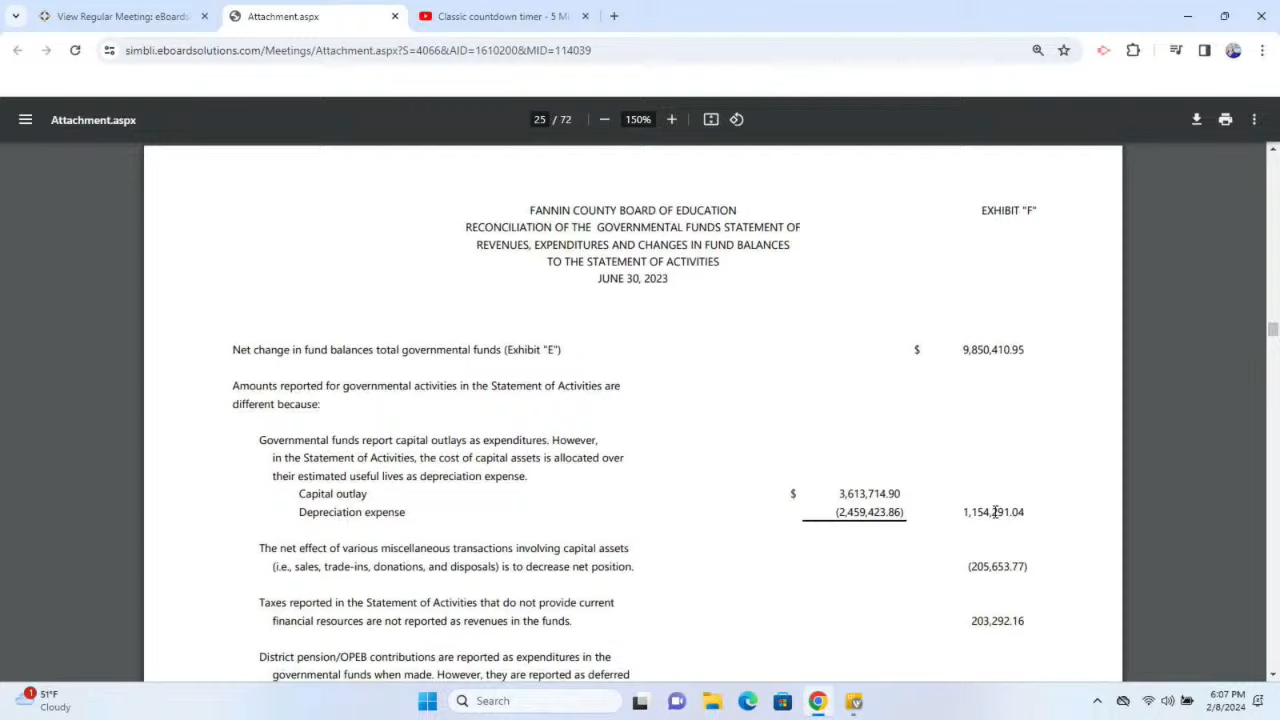 View Regular Meeting: eBoards
Attachment.aspx
Classic countdown timer - 5 Mi
simbli.eboardsolutions.com/Meetings/Attachment.aspx?S=4066&AID=1610200&MID=114039
Attachment.aspx
25 / 72
150%
FANNIN COUNTY BOARD OF EDUCATION EXHIBIT "F"
RECONCILIATION OF THE GOVERNMENTAL FUNDS STATEMENT OF
REVENUES, EXPENDITURES AND CHANGES IN FUND BALANCES
TO THE STATEMENT OF ACTIVITIES
JUNE 30, 2023
Net change in fund balances total governmental funds (Exhibit "E") $ 9,850,410.95
Amounts reported for governmental activities in the Statement of Activities are
different because:
Governmental funds report capital outlays as expenditures. However,
in the Statement of Activities, the cost of capital assets is allocated over
their estimated useful lives as depreciation expense.
Capital outlay $ 3,613,714.90
Depreciation expense (2,459,423.86) 1,154,291.04
The net effect of various miscellaneous transactions involving capital assets
(i.e., sales, trade-ins, donations, and disposals) is to decrease net position. (205,653.77)
Taxes reported in the Statement of Activities that do not provide current
financial resources are not reported as revenues in the funds. 203,292.16
District pension/OPEB contributions are reported as expenditures in the
governmental funds when made. However, they are reported as deferred
1
51°F
Cloudy
Search
6:07 PM
2/8/2024